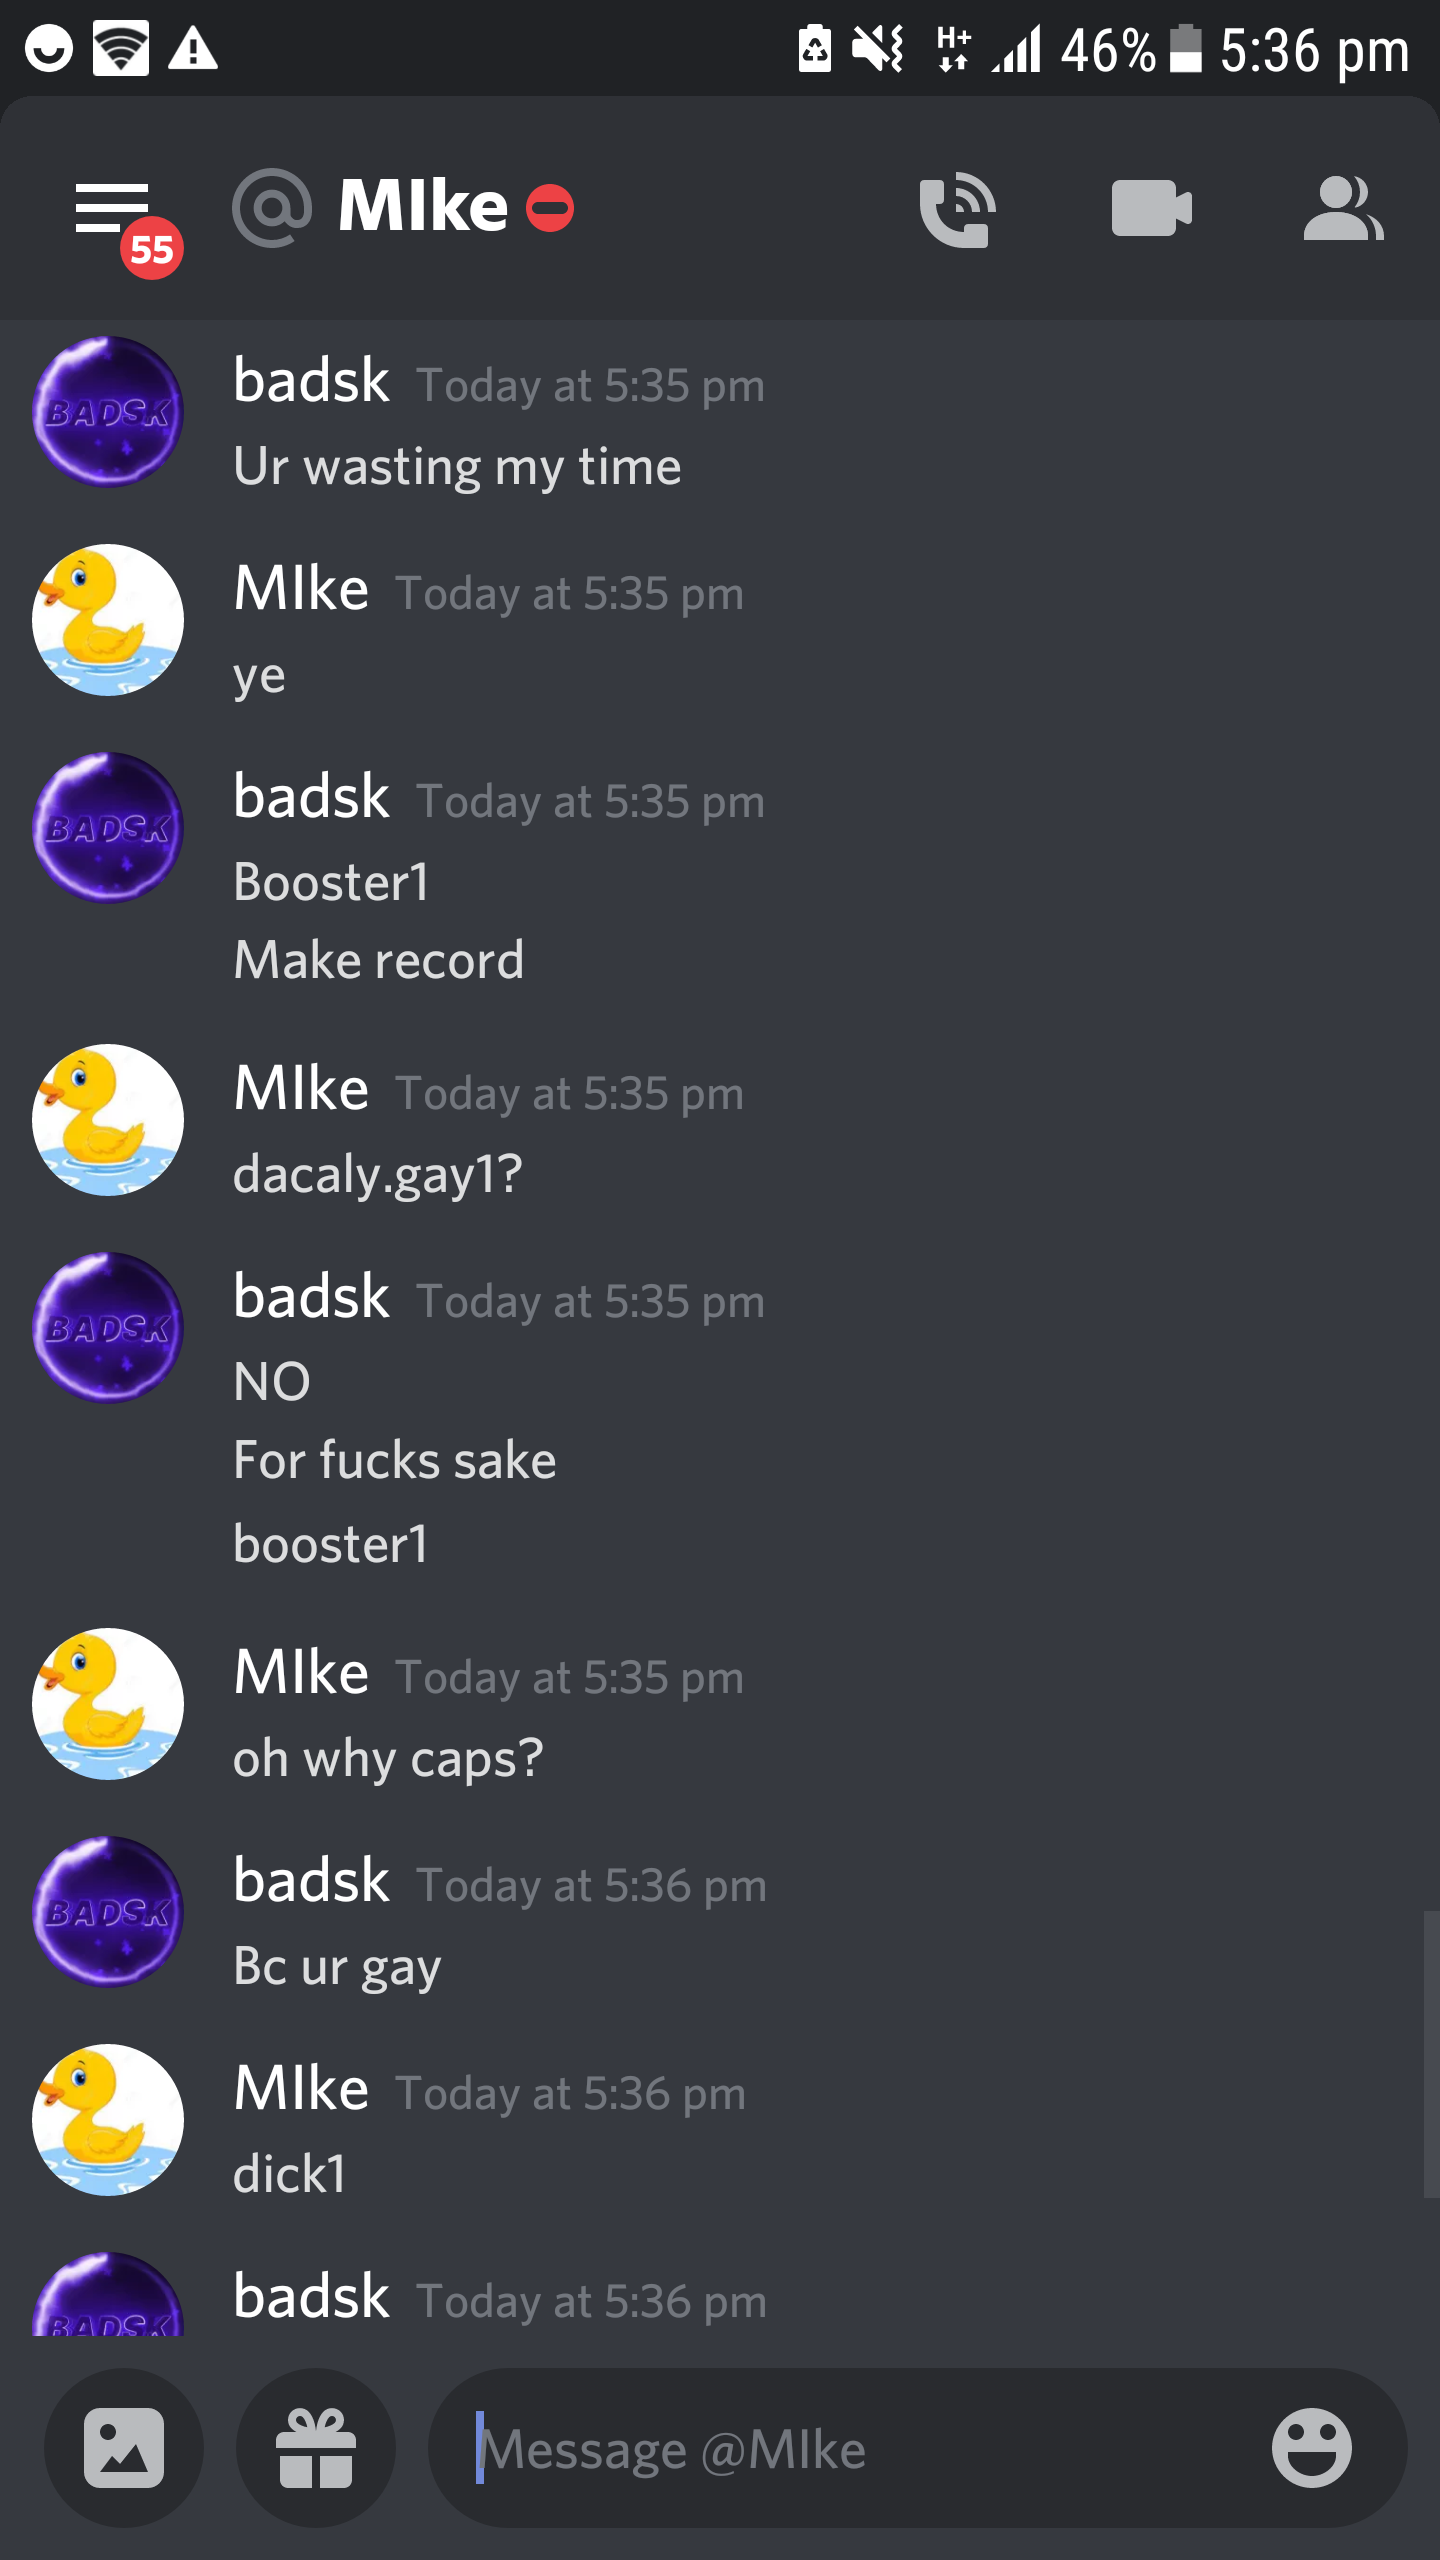 H+ 46% 5:36 pm
55 @ MIke
badsk Today at 5:35 pm
BADSK
Ur wasting my time
MIke Today at 5:35 pm
ye
badsk Today at 5:35 pm
BADSK
Booster1
Make record
MIke Today at 5:35 pm
dacaly.gay1?
badsk Today at 5:35 pm
BADSK
NO
For fucks sake
booster1
MIke Today at 5:35 pm
oh why caps?
badsk Today at 5:36 pm
BADSK
Bc ur gay
MIke Today at 5:36 pm
dick1
badsk Today at 5:36 pm
BADSK
Message @MIke